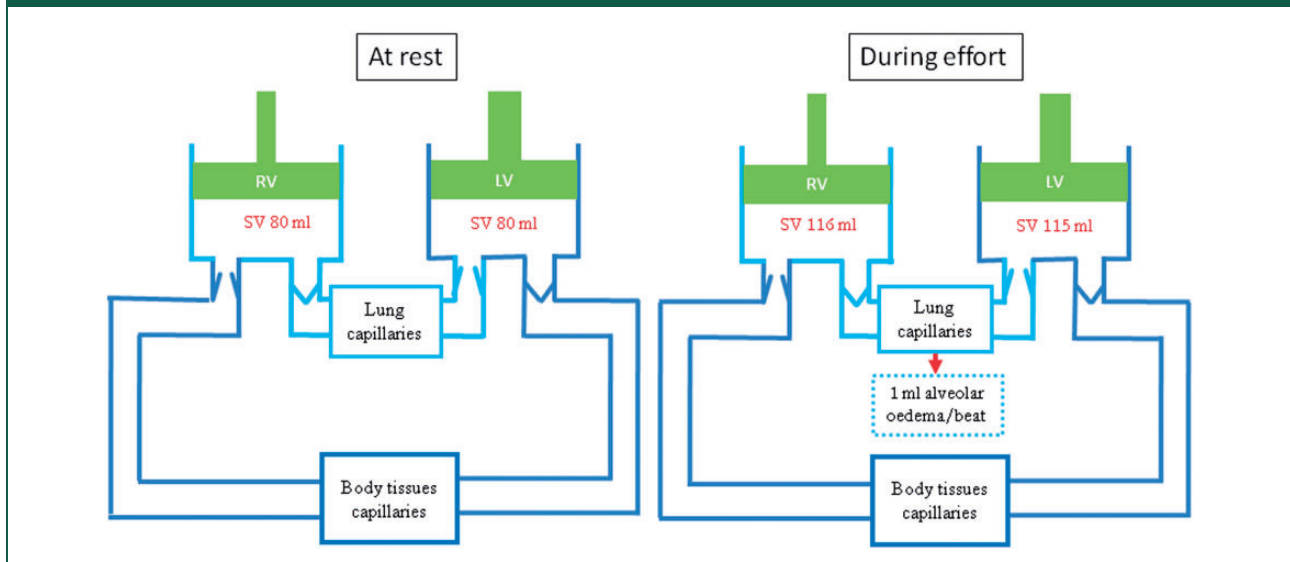 At rest
RV
LV
SV 80 ml
SV 80 ml
Lung
capillaries
Body tissues
capillaries
During effort
RV
LV
SV 116 ml
SV 115 ml
Lung
capillaries
1 ml alveolar
oedema/beat
Body tissues
capillaries